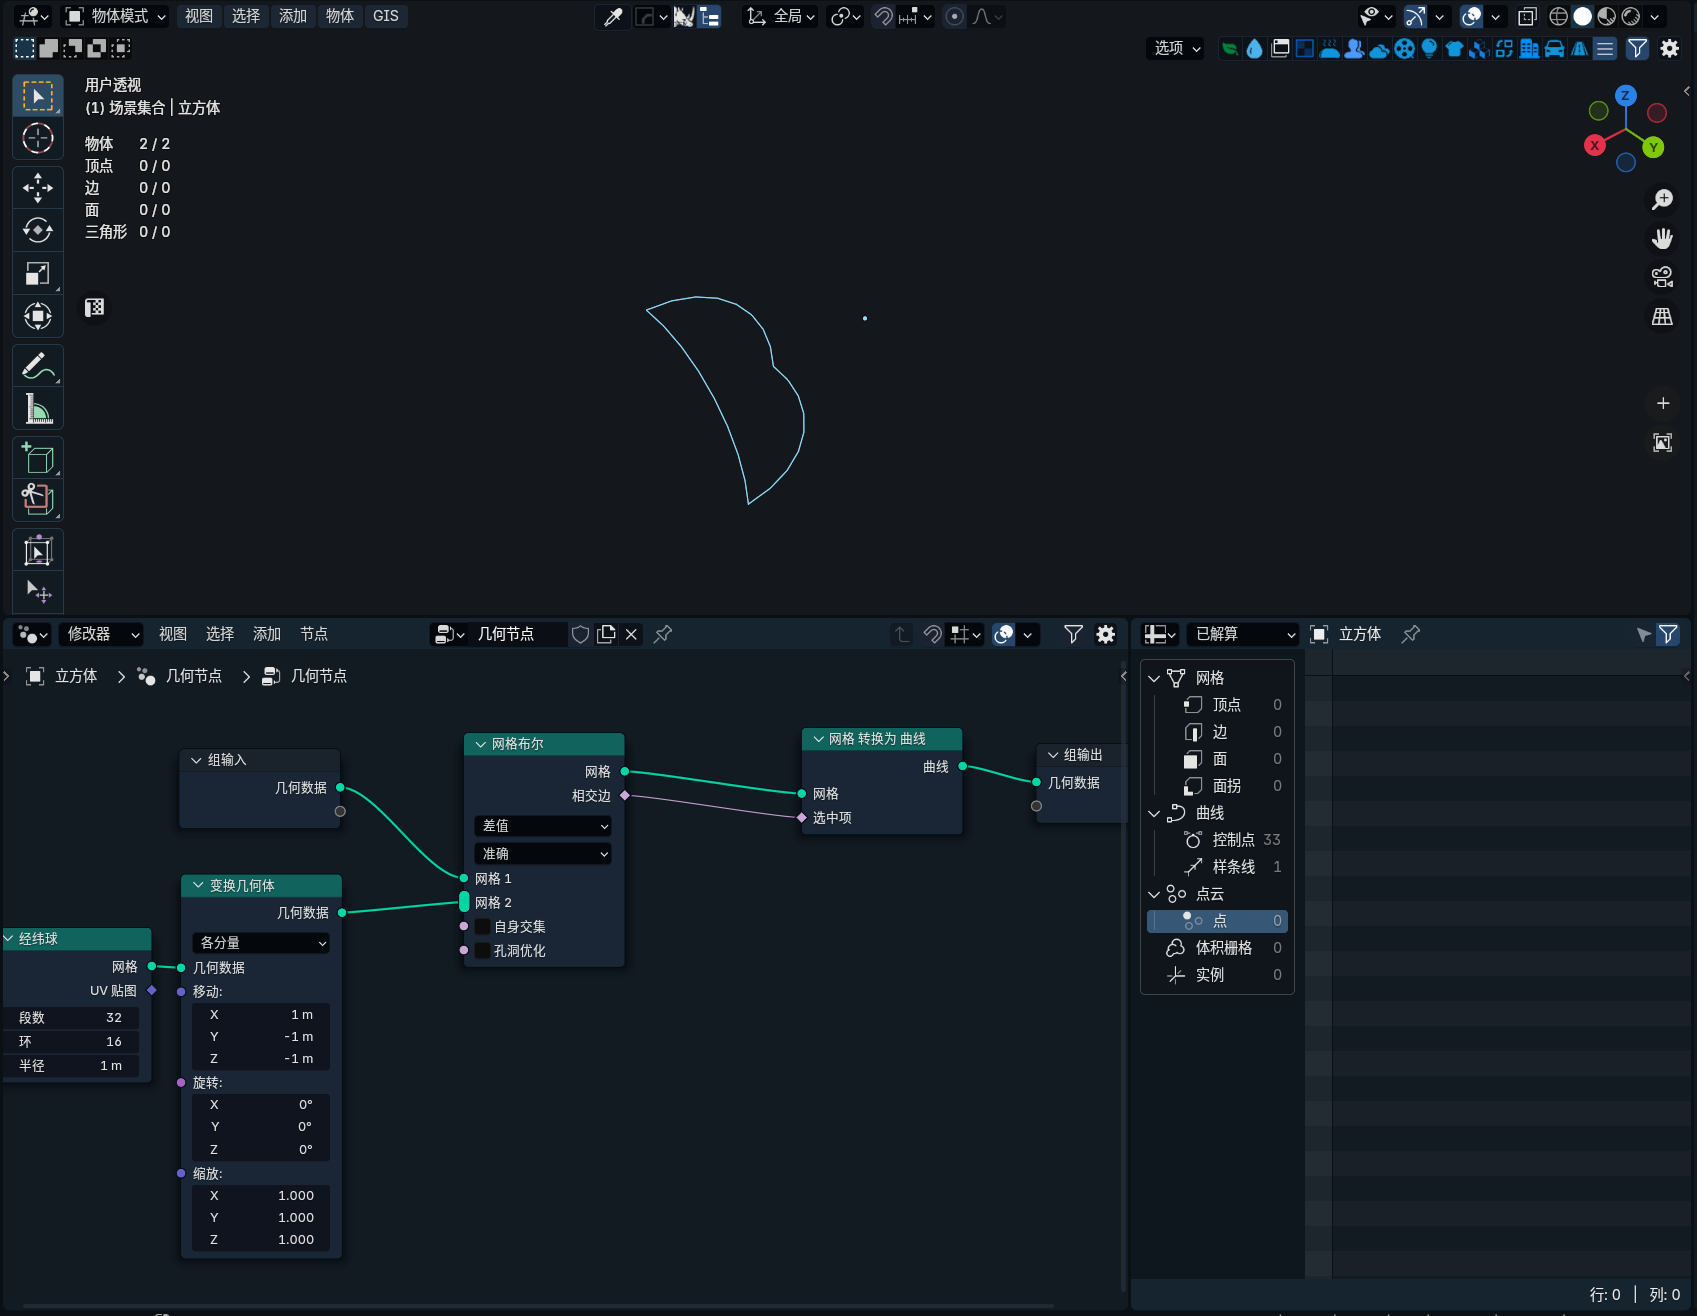 物体模式 视图 选择 添加 物体 GIS 全局
选项
用户透视
(1) 场景集合 | 立方体
物体 2 / 2
顶点 0 / 0
边 0 / 0
面 0 / 0
三角形 0 / 0
Z
X
Y
修改器 视图 选择 添加 节点 几何节点
立方体 几何节点 几何节点
组输入
几何数据
网格布尔
网格
相交边
差值
准确
网格 1
网格 2
自身交集
孔洞优化
网格 转换为 曲线
曲线
网格
选中项
组输出
几何数据
变换几何体
几何数据
各分量
几何数据
移动:
X 1 m
Y -1 m
Z -1 m
旋转:
X 0°
Y 0°
Z 0°
缩放:
X 1.000
Y 1.000
Z 1.000
经纬球
网格
UV 贴图
段数 32
环 16
半径 1 m
已解算 立方体
网格
顶点 0
边 0
面 0
面拐 0
曲线
控制点 33
样条线 1
点云
点 0
体积栅格 0
实例 0
行: 0 | 列: 0